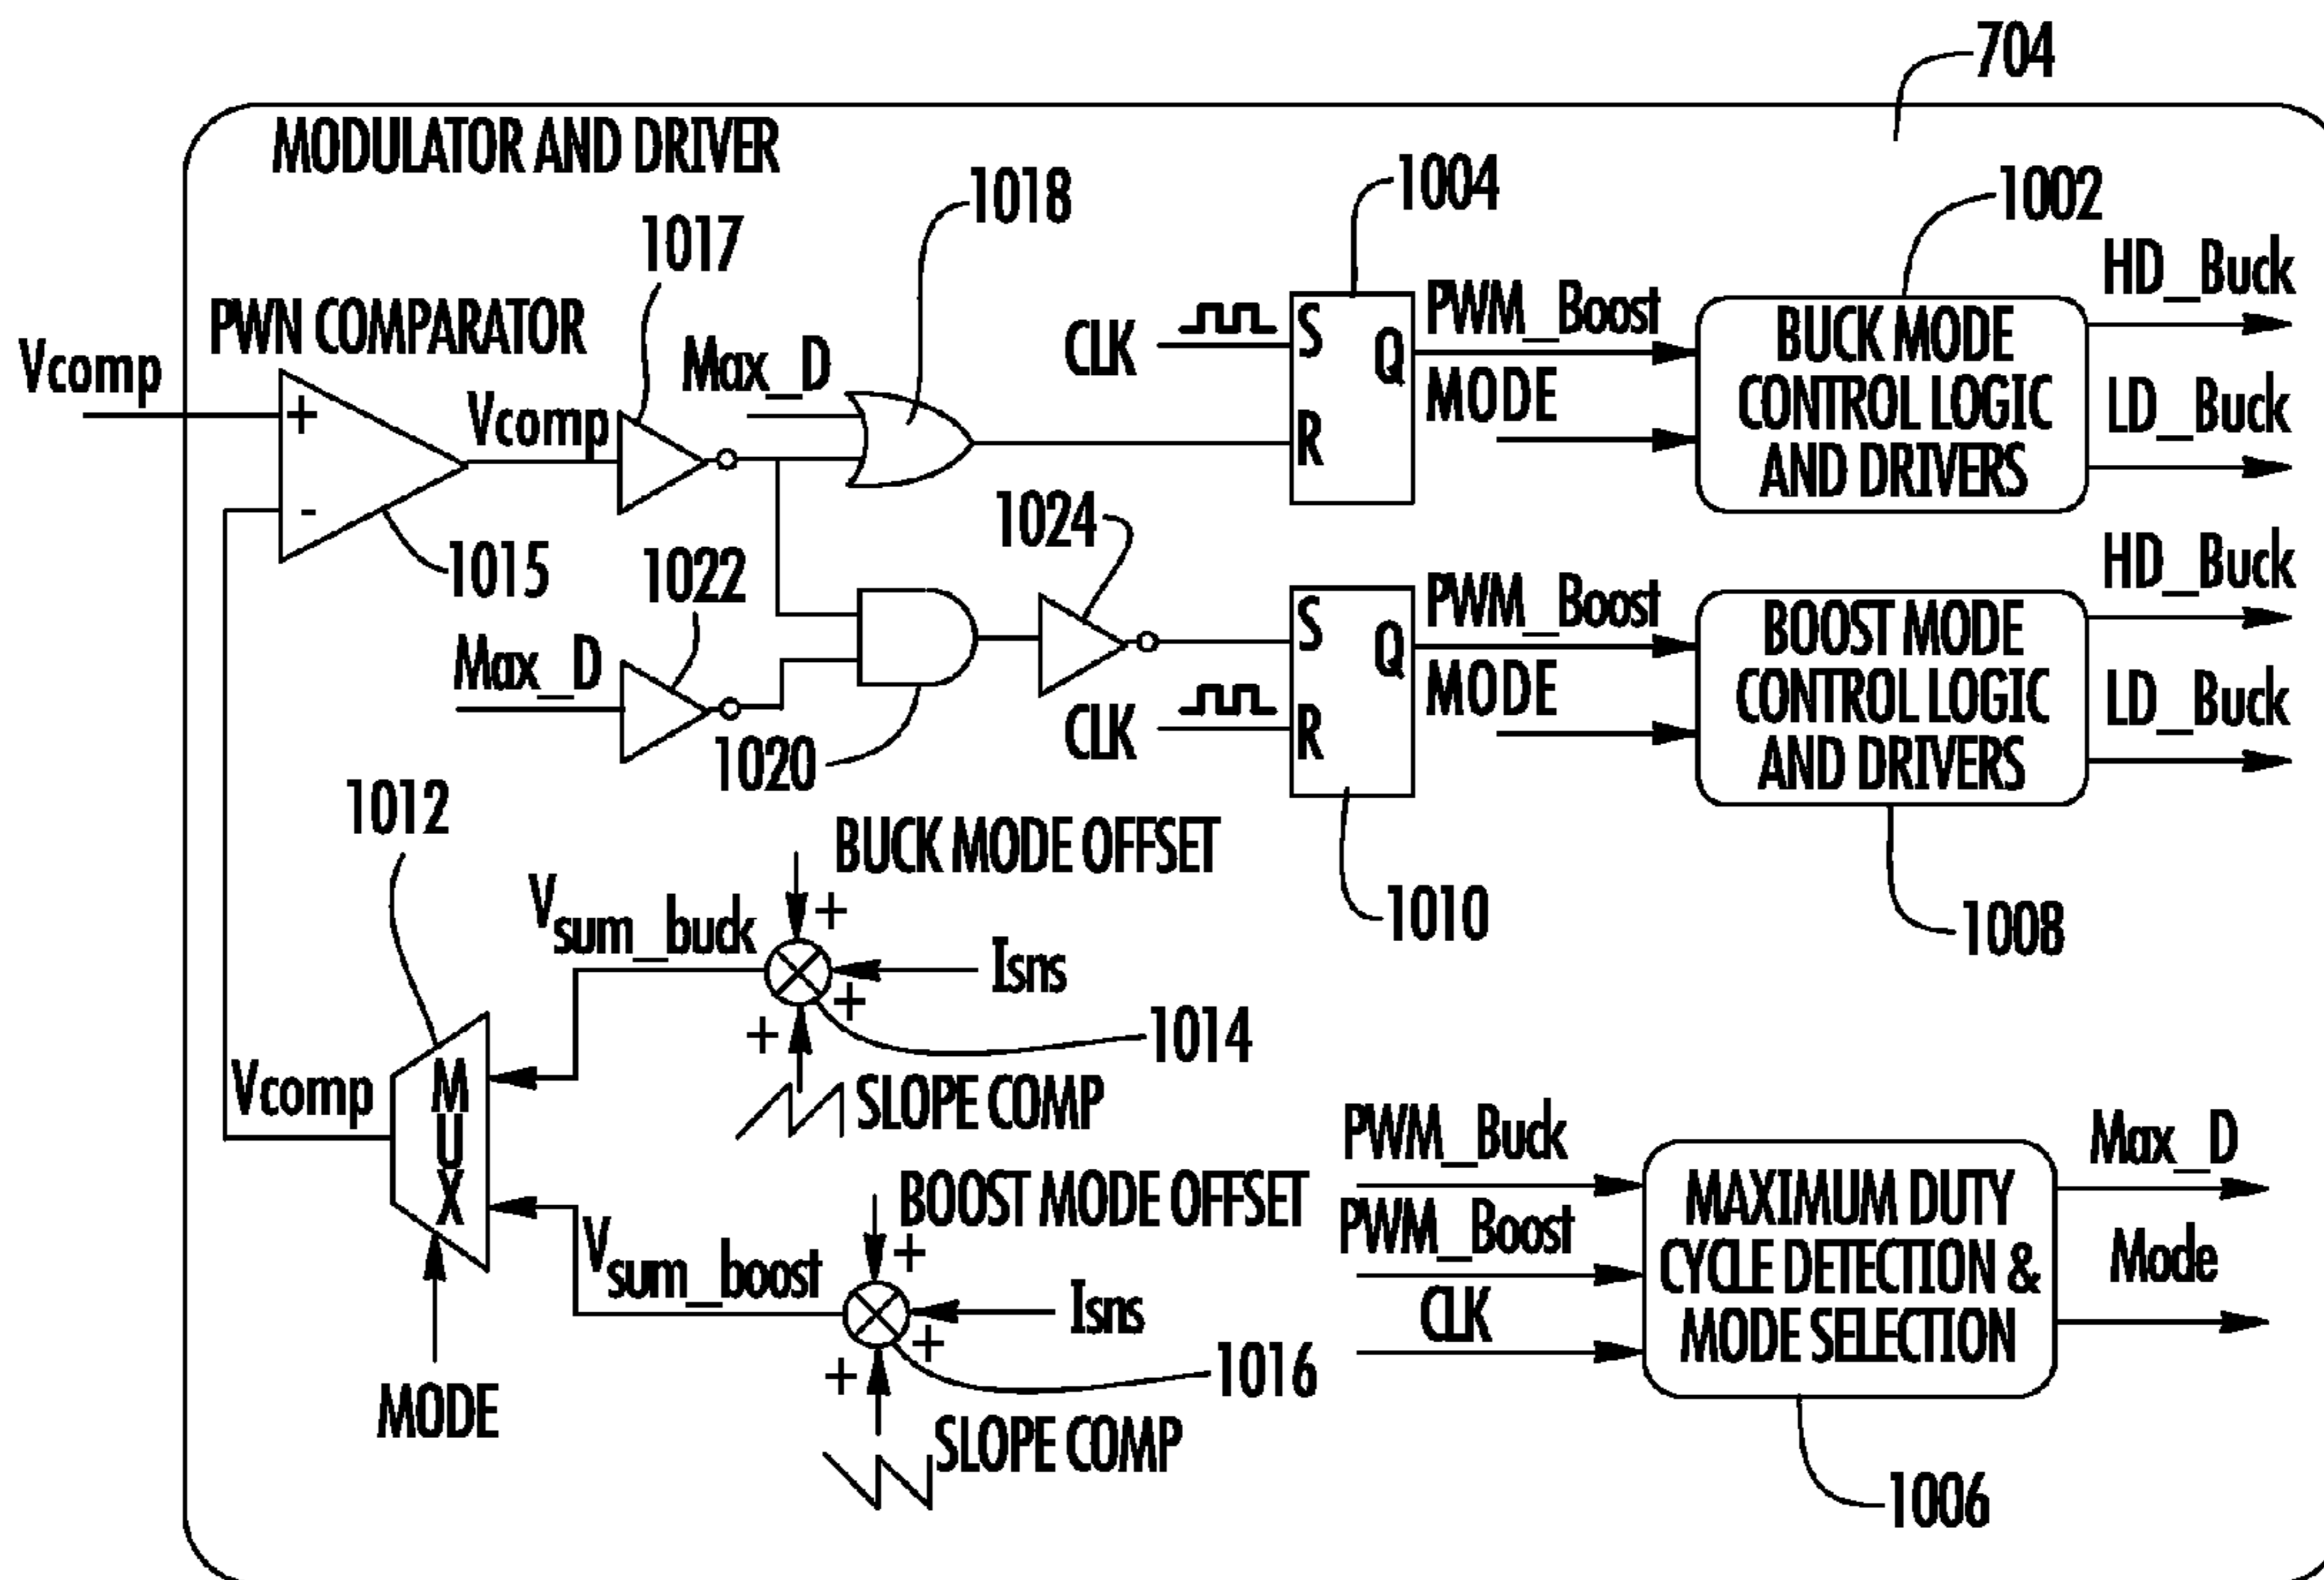 704
MODULATOR AND DRIVER
1018
1004
1002
1017
HD_Buck
PWN COMPARATOR
PWM_Boost
BUCK MODE
CONTROL LOGIC
AND DRIVERS
Vcomp
Max_D
CLK
S
Q
R
MODE
LD_Buck
+
Vcomp
-
1015
1022
1024
HD_Buck
PWM_Boost
BOOST MODE
CONTROL LOGIC
AND DRIVERS
S
Q
R
Max_D
MODE
LD_Buck
1020
CLK
1012
BUCK MODE OFFSET
1010
1008
Vsum_buck
+
Isns
+
+
1014
SLOPE COMP
Vcomp
MUX
PWM_Buck
Max_D
BOOST MODE OFFSET
MAXIMUM DUTY
CYCLE DETECTION &
MODE SELECTION
PWM_Boost
Mode
CLK
Vsum_boost
+
Isns
+
+
1016
MODE
SLOPE COMP
1006